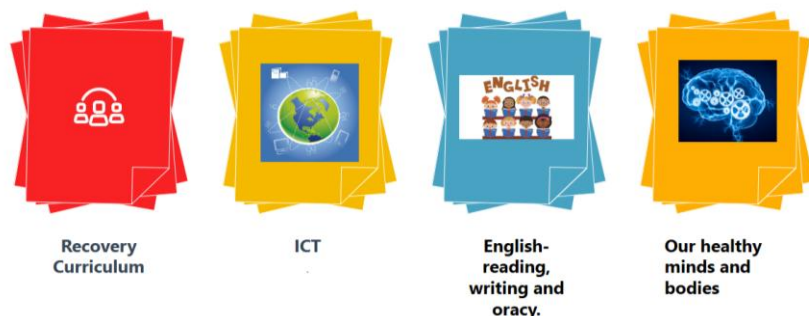 ENGLISH
Recovery
Curriculum
ICT
English-
reading,
writing and
oracy.
Our healthy
minds and
bodies